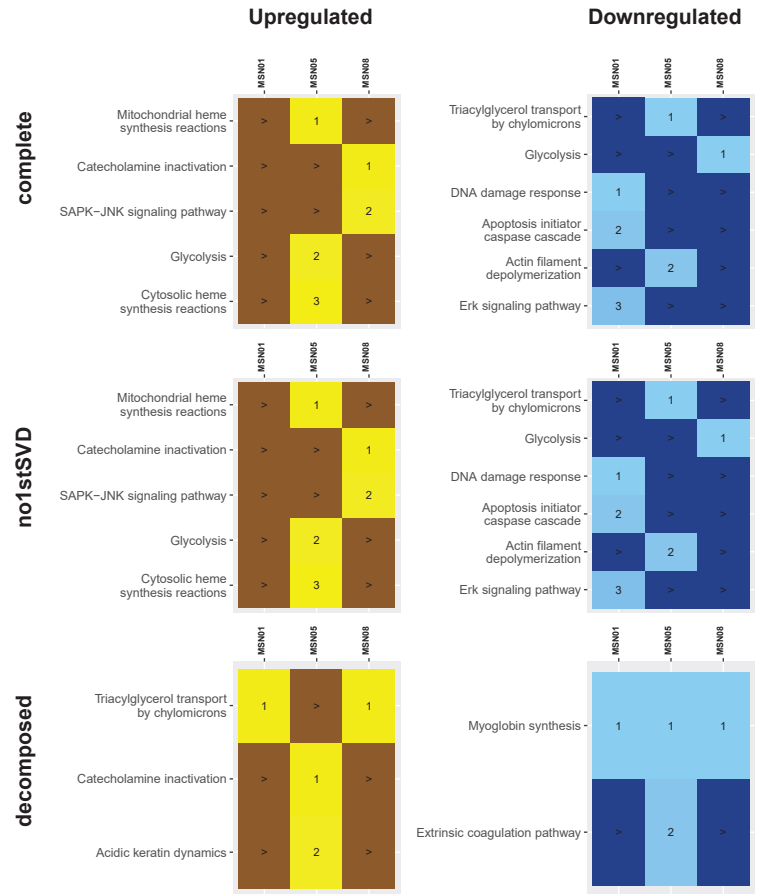 Upregulated
Downregulated
complete
MSN01 MSN05 MSN08
Mitochondrial heme
synthesis reactions
> 1 >
Catecholamine inactivation
> > 1
SAPK−JNK signaling pathway
> > 2
Glycolysis
> 2 >
Cytosolic heme
synthesis reactions
> 3 >
MSN01 MSN05 MSN08
Triacylglycerol transport
by chylomicrons
> 1 >
Glycolysis
> > 1
DNA damage response
1 > >
Apoptosis initiator
caspase cascade
2 > >
Actin filament
depolymerization
> 2 >
Erk signaling pathway
3 > >
no1stSVD
MSN01 MSN05 MSN08
Mitochondrial heme
synthesis reactions
> 1 >
Catecholamine inactivation
> > 1
SAPK−JNK signaling pathway
> > 2
Glycolysis
> 2 >
Cytosolic heme
synthesis reactions
> 3 >
MSN01 MSN05 MSN08
Triacylglycerol transport
by chylomicrons
> 1 >
Glycolysis
> > 1
DNA damage response
1 > >
Apoptosis initiator
caspase cascade
2 > >
Actin filament
depolymerization
> 2 >
Erk signaling pathway
3 > >
decomposed
MSN01 MSN05 MSN08
Triacylglycerol transport
by chylomicrons
1 > 1
Catecholamine inactivation
> 1 >
Acidic keratin dynamics
> 2 >
MSN01 MSN05 MSN08
Myoglobin synthesis
1 1 1
Extrinsic coagulation pathway
> 2 >